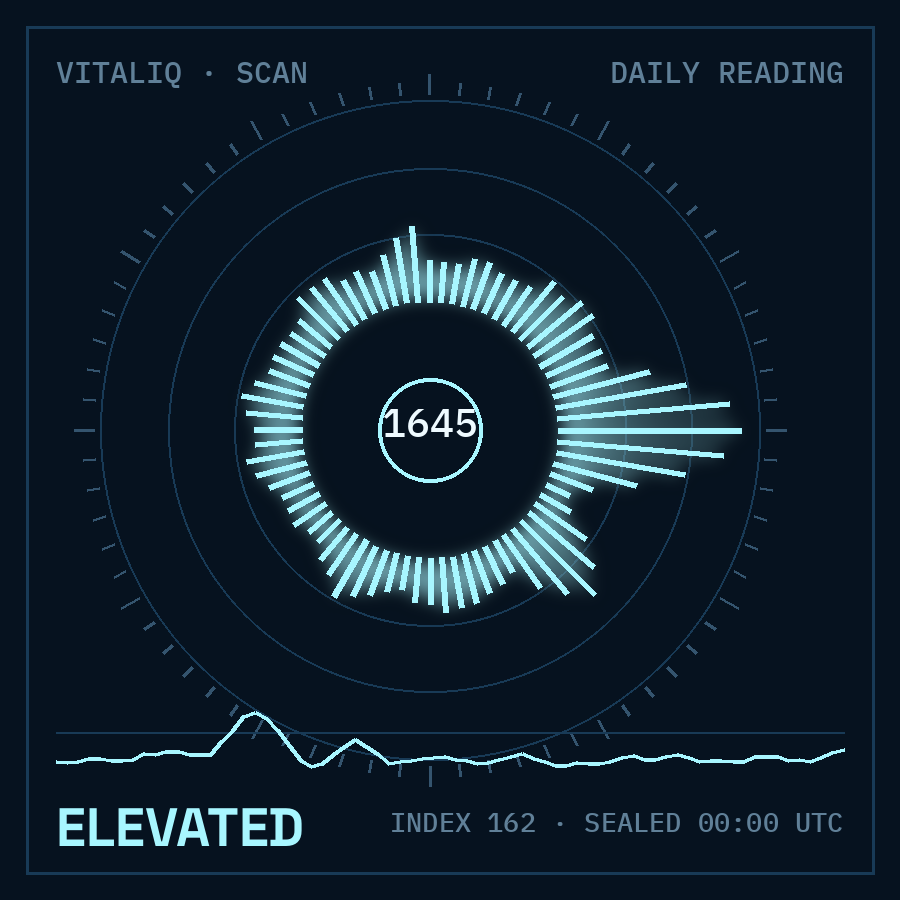 VITALIQ · SCAN
DAILY READING
1645
ELEVATED
INDEX 162 · SEALED 00:00 UTC